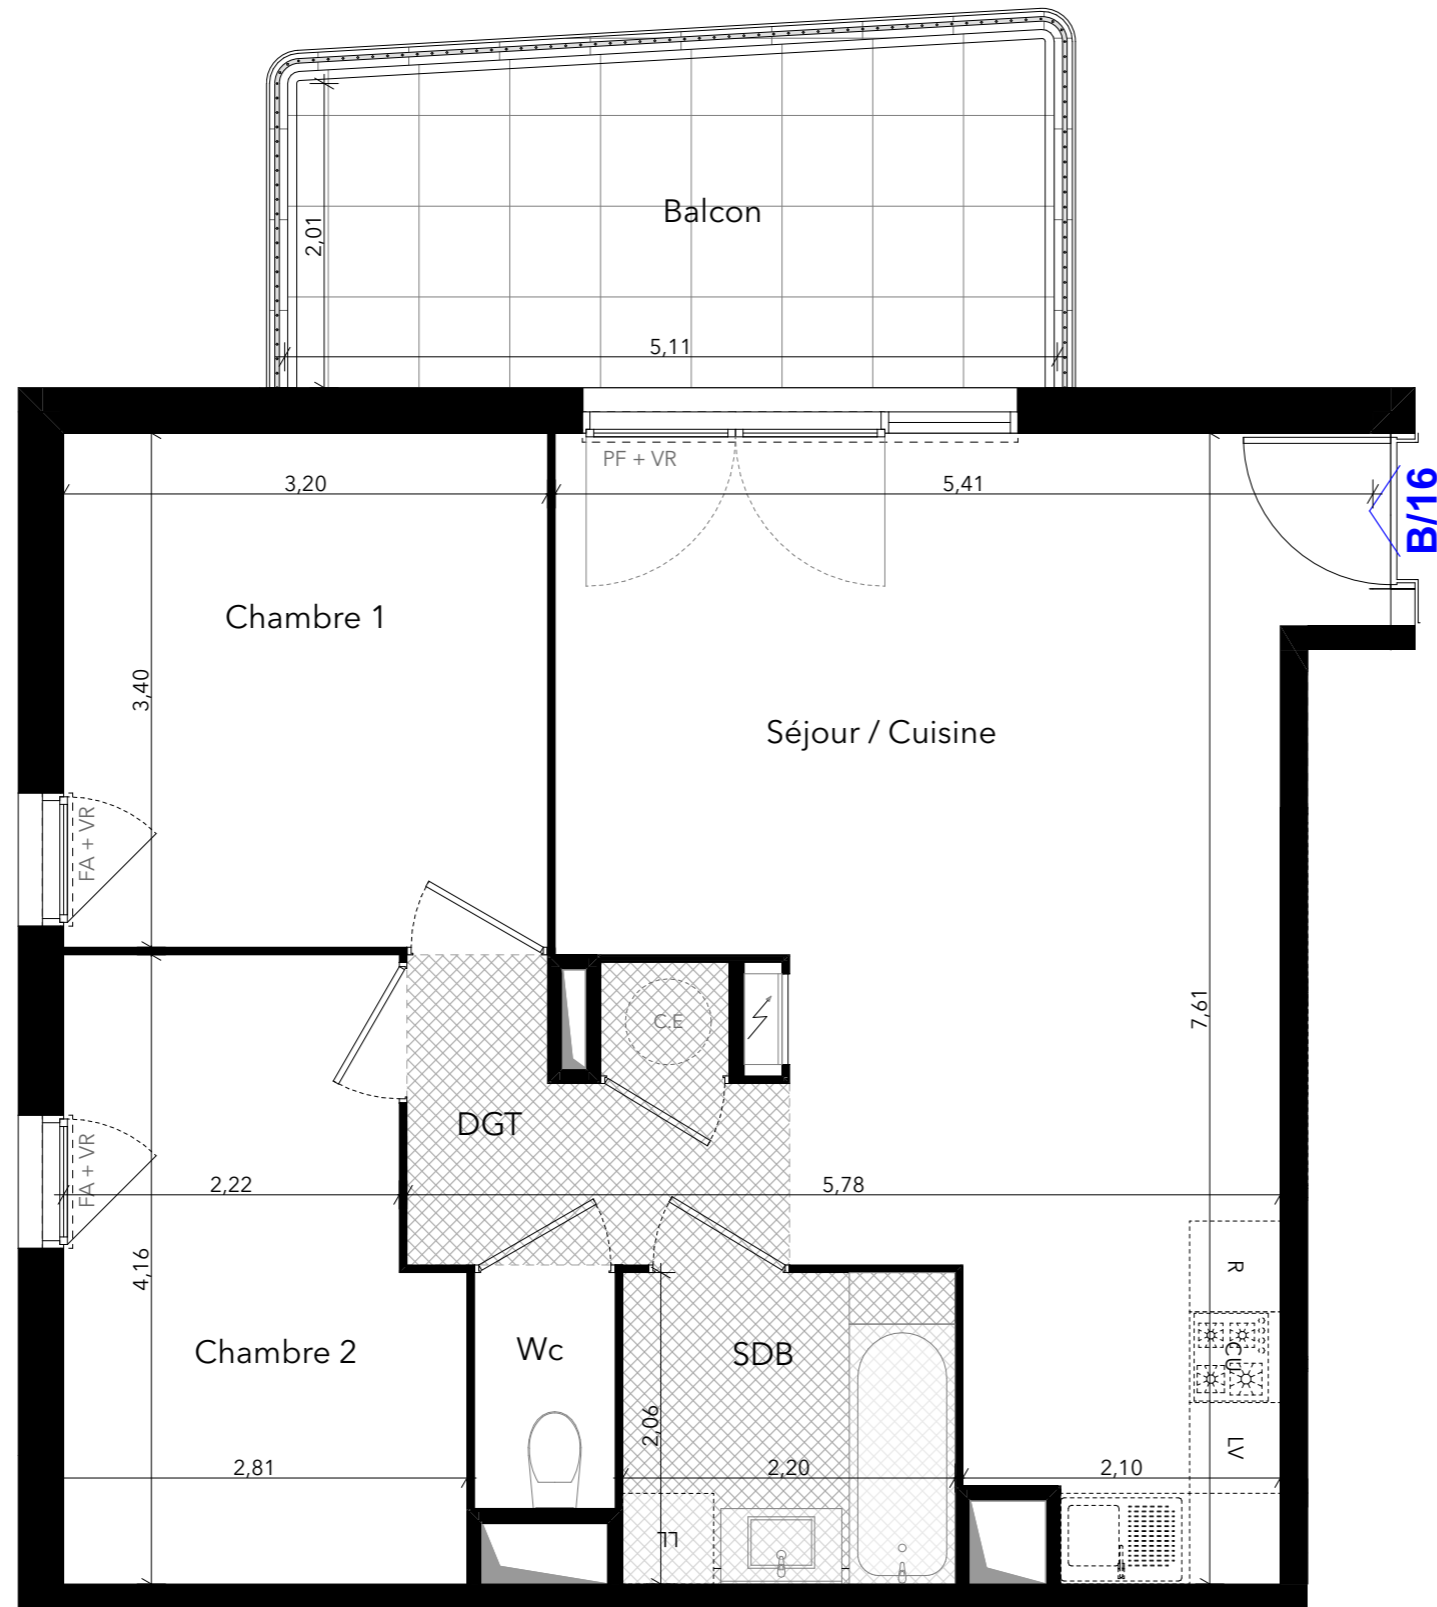 Balcon
2,01
5,11
PF + VR
3,20
5,41
B/16
Chambre 1
3,40
Séjour / Cuisine
FA + VR
C.E
7,61
DGT
FA + VR
2,22
5,78
4,16
R
Chambre 2
Wc
SDB
CU
2,06
LV
2,81
2,20
2,10
LL